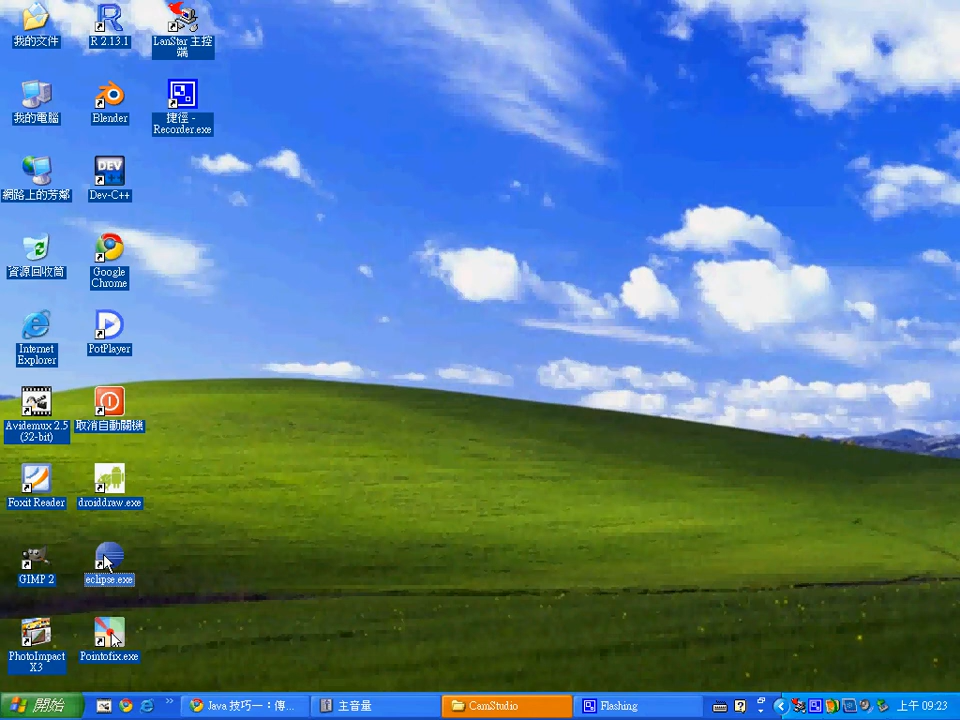 我的文件
R 2.13.1
LanStar 主控
端
我的電腦
Blender
捷徑 -
Recorder.exe
網路上的芳鄰
DEV
Dev-C++
資源回收筒
Google
Chrome
Internet
Explorer
PotPlayer
Avidemux 2.5
(32-bit)
取消自動關機
Foxit Reader
droiddraw.exe
GIMP 2
eclipse.exe
PhotoImpact
X3
Pointofix.exe
開始
Java 技巧一：傳...
主音量
CamStudio
Flashing
上午 09:23